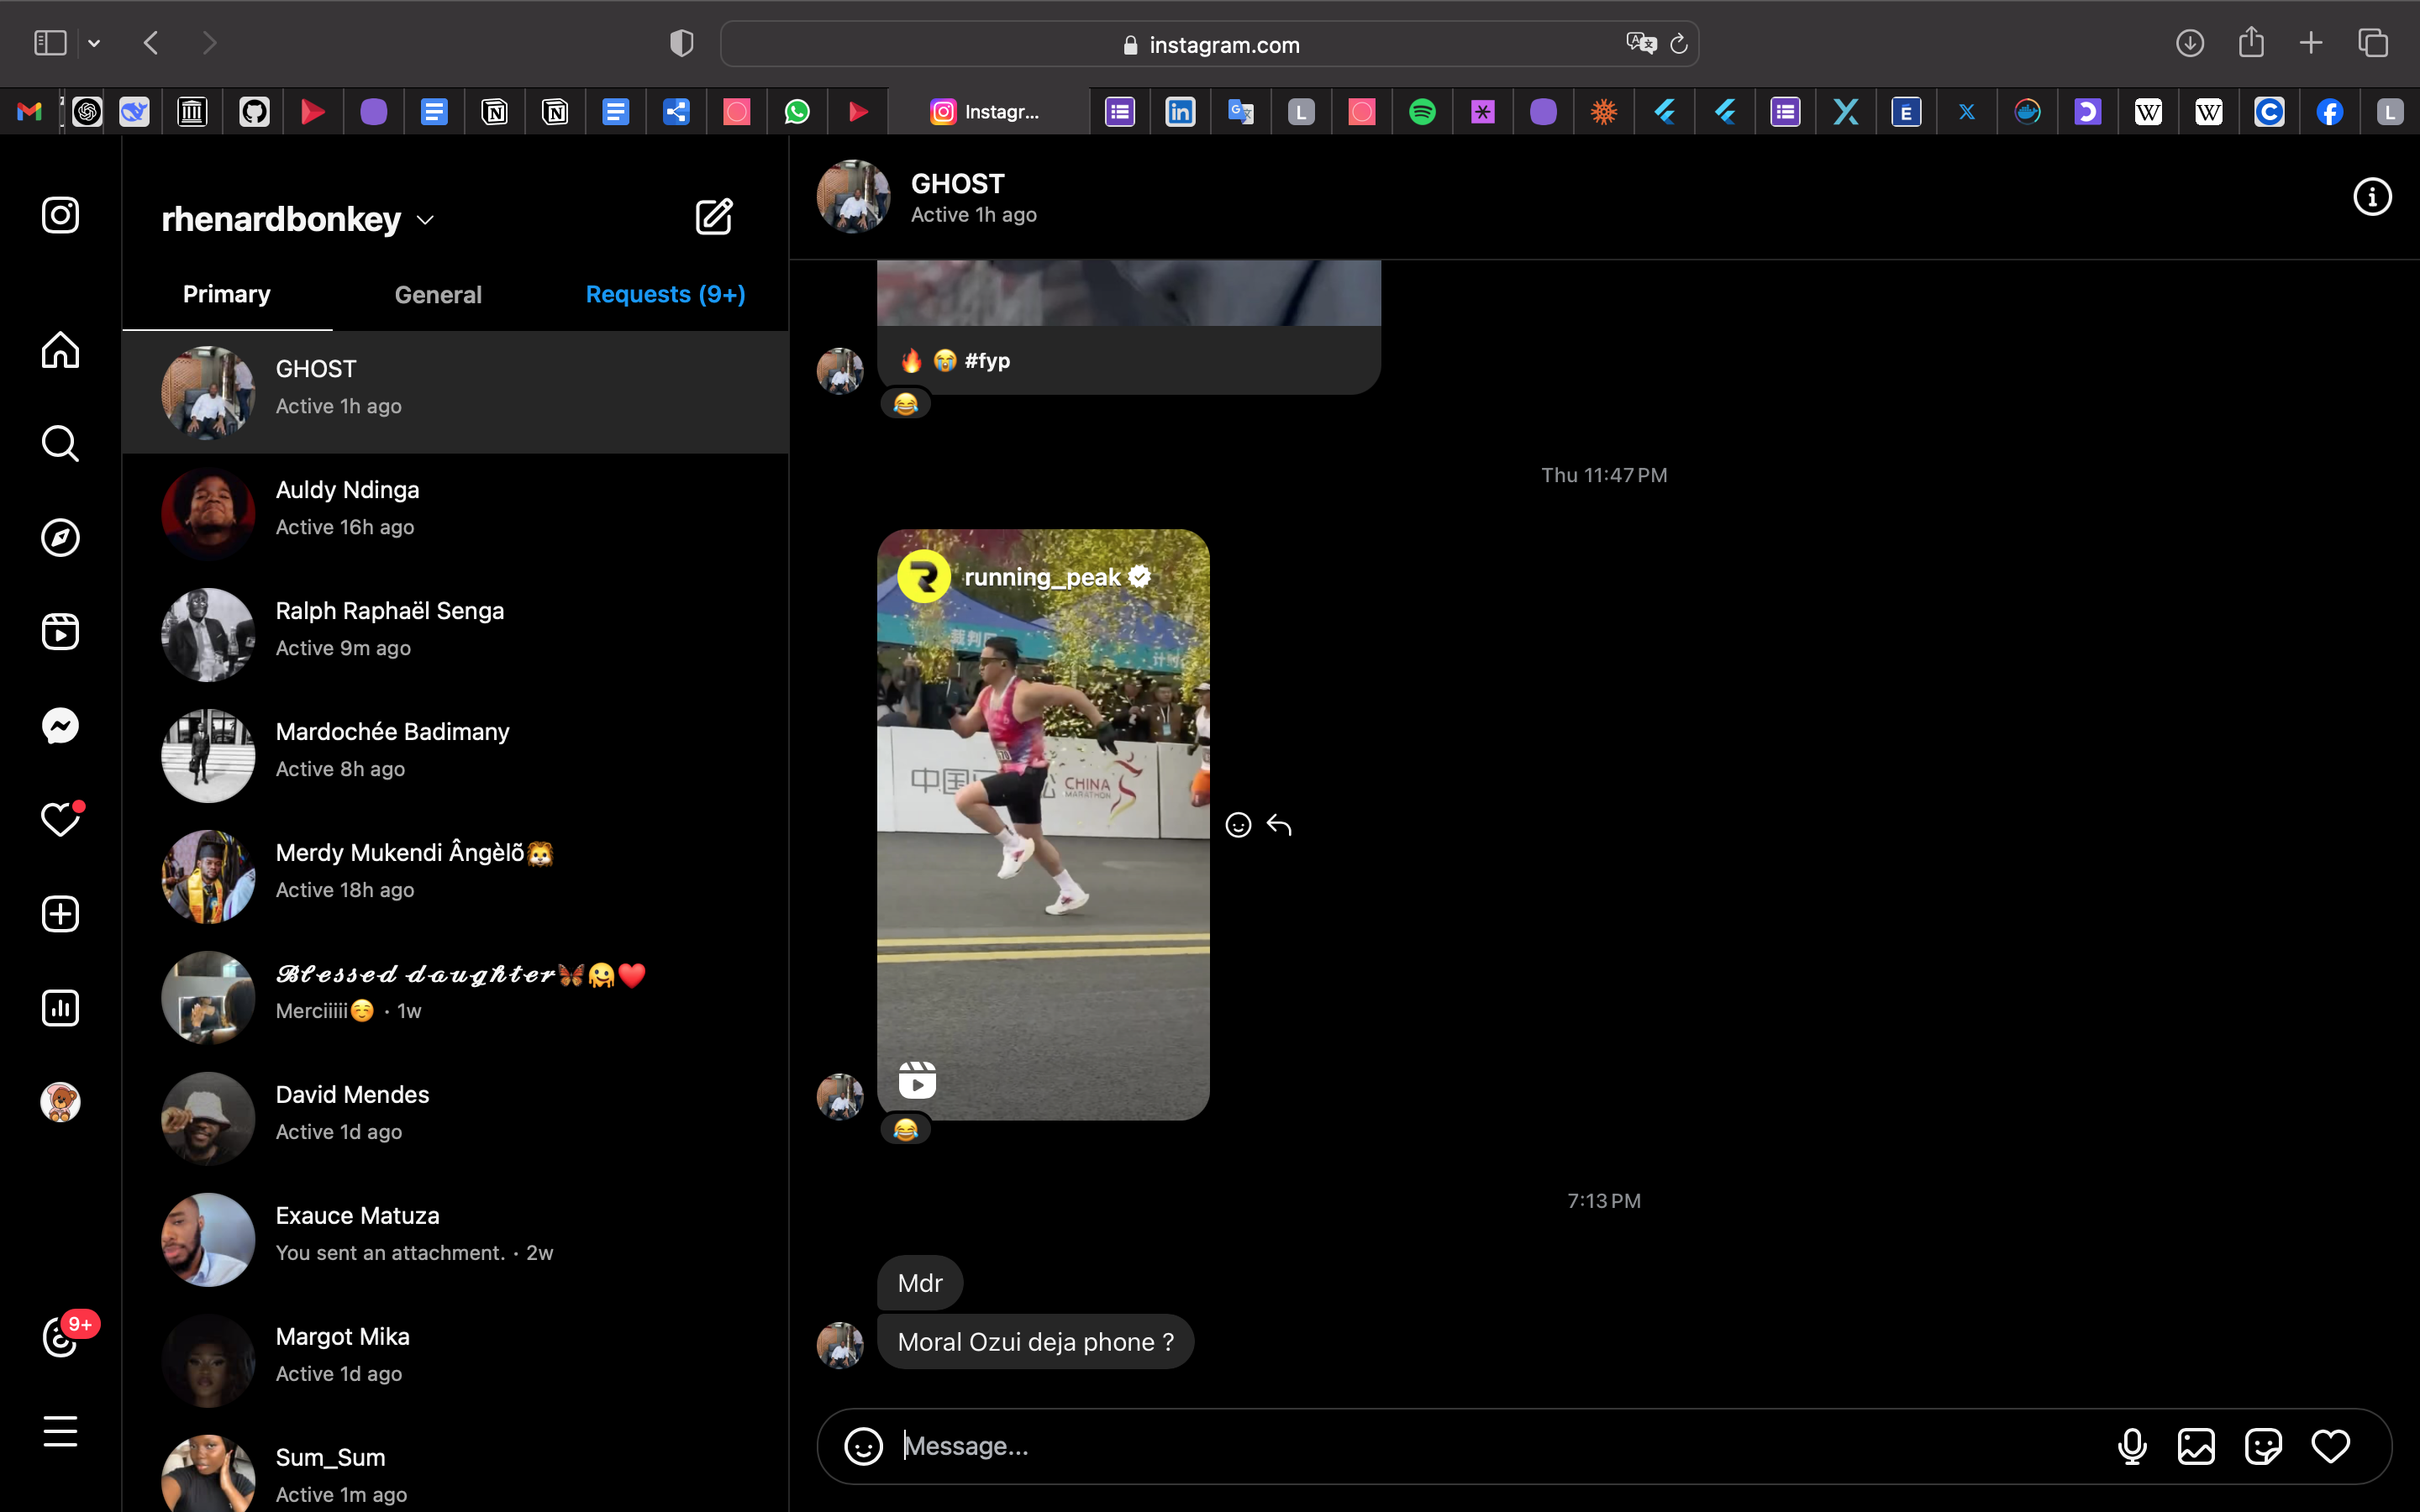 instagram.com
Instagr...
rhenardbonkey
Primary
General
Requests (9+)
GHOST
Active 1h ago
Auldy Ndinga
Active 16h ago
Ralph Raphaël Senga
Active 9m ago
Mardochée Badimany
Active 8h ago
Merdy Mukendi Ângèlõ🦁
Active 18h ago
𝓑𝓵𝓮𝓼𝓼𝓮𝓭 𝓭𝓪𝓾𝓰𝓱𝓽𝓮𝓻🦋🤗❤️
Merciiiii☺️ · 1w
David Mendes
Active 1d ago
Exauce Matuza
You sent an attachment. · 2w
Margot Mika
Active 1d ago
Sum_Sum
Active 1m ago
9+
GHOST
Active 1h ago
🔥 😭 #fyp
😂
Thu 11:47 PM
running_peak
计时
中国
CHINA
MARATHON
😂
7:13 PM
Mdr
Moral Ozui deja phone ?
Message...